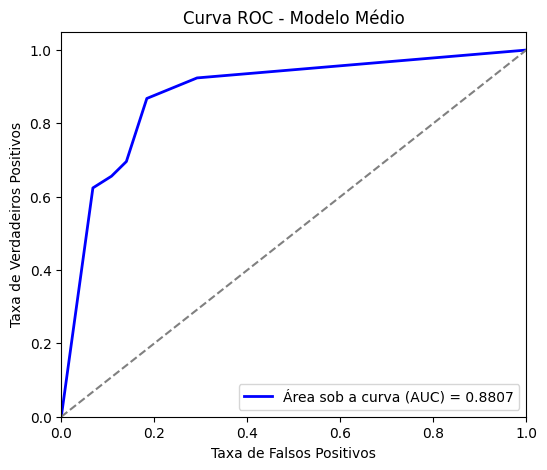 Curva ROC - Modelo Médio
Taxa de Verdadeiros Positivos
1.0
0.8
0.6
0.4
0.2
0.0
Área sob a curva (AUC) = 0.8807
0.0 0.2 0.4 0.6 0.8 1.0
Taxa de Falsos Positivos